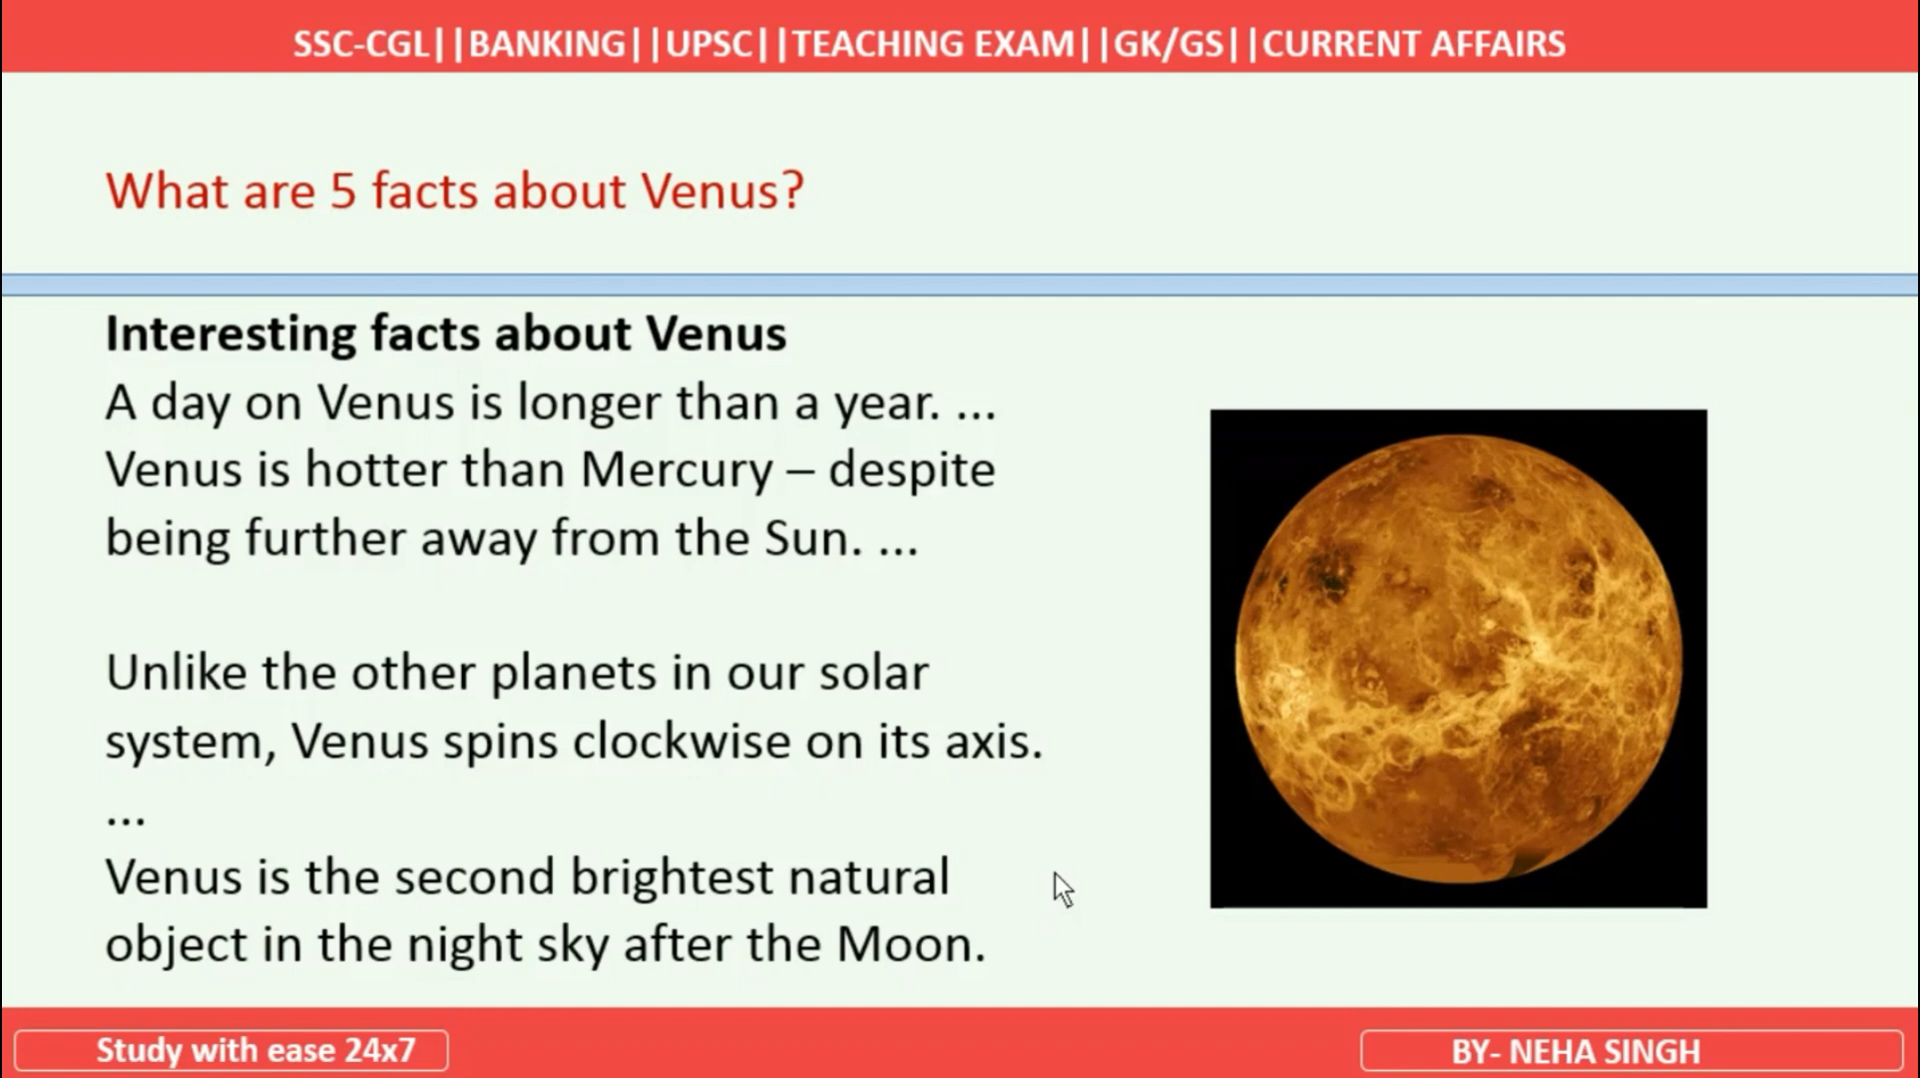 SSC-CGL||BANKING||UPSC||TEACHING EXAM||GK/GS||CURRENT AFFAIRS
What are 5 facts about Venus?
Interesting facts about Venus
A day on Venus is longer than a year. ...
Venus is hotter than Mercury – despite
being further away from the Sun. ...
Unlike the other planets in our solar
system, Venus spins clockwise on its axis.
...
Venus is the second brightest natural
object in the night sky after the Moon.
Study with ease 24x7
BY- NEHA SINGH